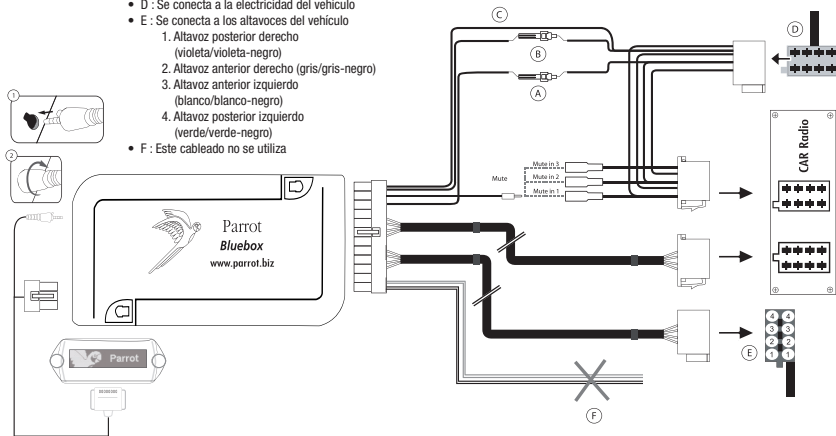 • D : Se conecta a la electricidad del vehículo
• E : Se conecta a los altavoces del vehículo
1. Altavoz posterior derecho
(violeta/violeta-negro)
2. Altavoz anterior derecho (gris/gris-negro)
3. Altavoz anterior izquierdo
(blanco/blanco-negro)
4. Altavoz posterior izquierdo
(verde/verde-negro)
• F : Este cableado no se utiliza
C
B
A
D
1
2
Mute
Mute in 3
Mute in 2
Mute in 1
CAR Radio
Parrot
Bluebox
www.parrot.biz
Parrot
E
4 4
3 3
2 2
1 1
F